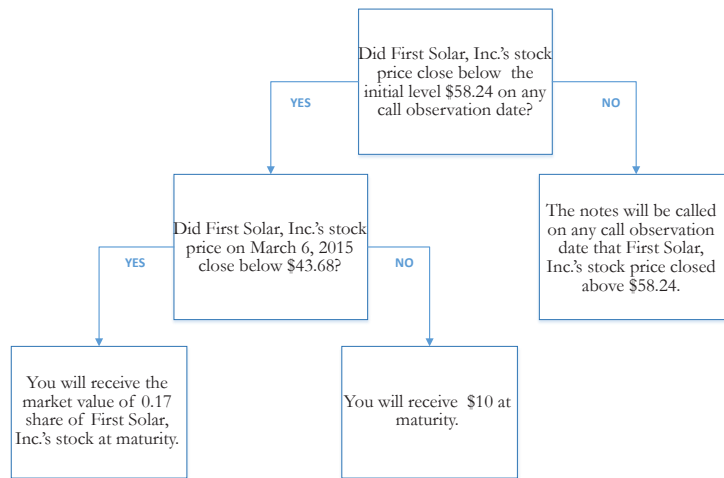 Did First Solar, Inc.'s stock
price close below the
initial level $58.24 on any
call observation date?
YES
NO
Did First Solar, Inc.'s stock
price on March 6, 2015
close below $43.68?
The notes will be called
on any call observation
date that First Solar,
Inc.'s stock price closed
above $58.24.
YES
NO
You will receive the
market value of 0.17
share of First Solar,
Inc.'s stock at maturity.
You will receive $10 at
maturity.